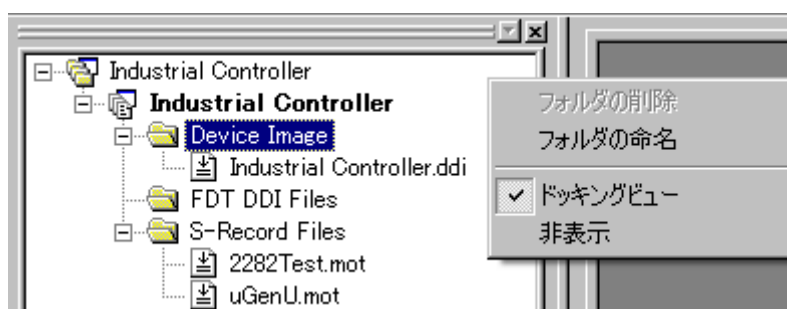 Industrial Controller
Industrial Controller
Device Image
Industrial Controller.ddi
FDT DDI Files
S-Record Files
2282Test.mot
uGenU.mot
フォルダの削除
フォルダの命名
ドッキングビュー
非表示